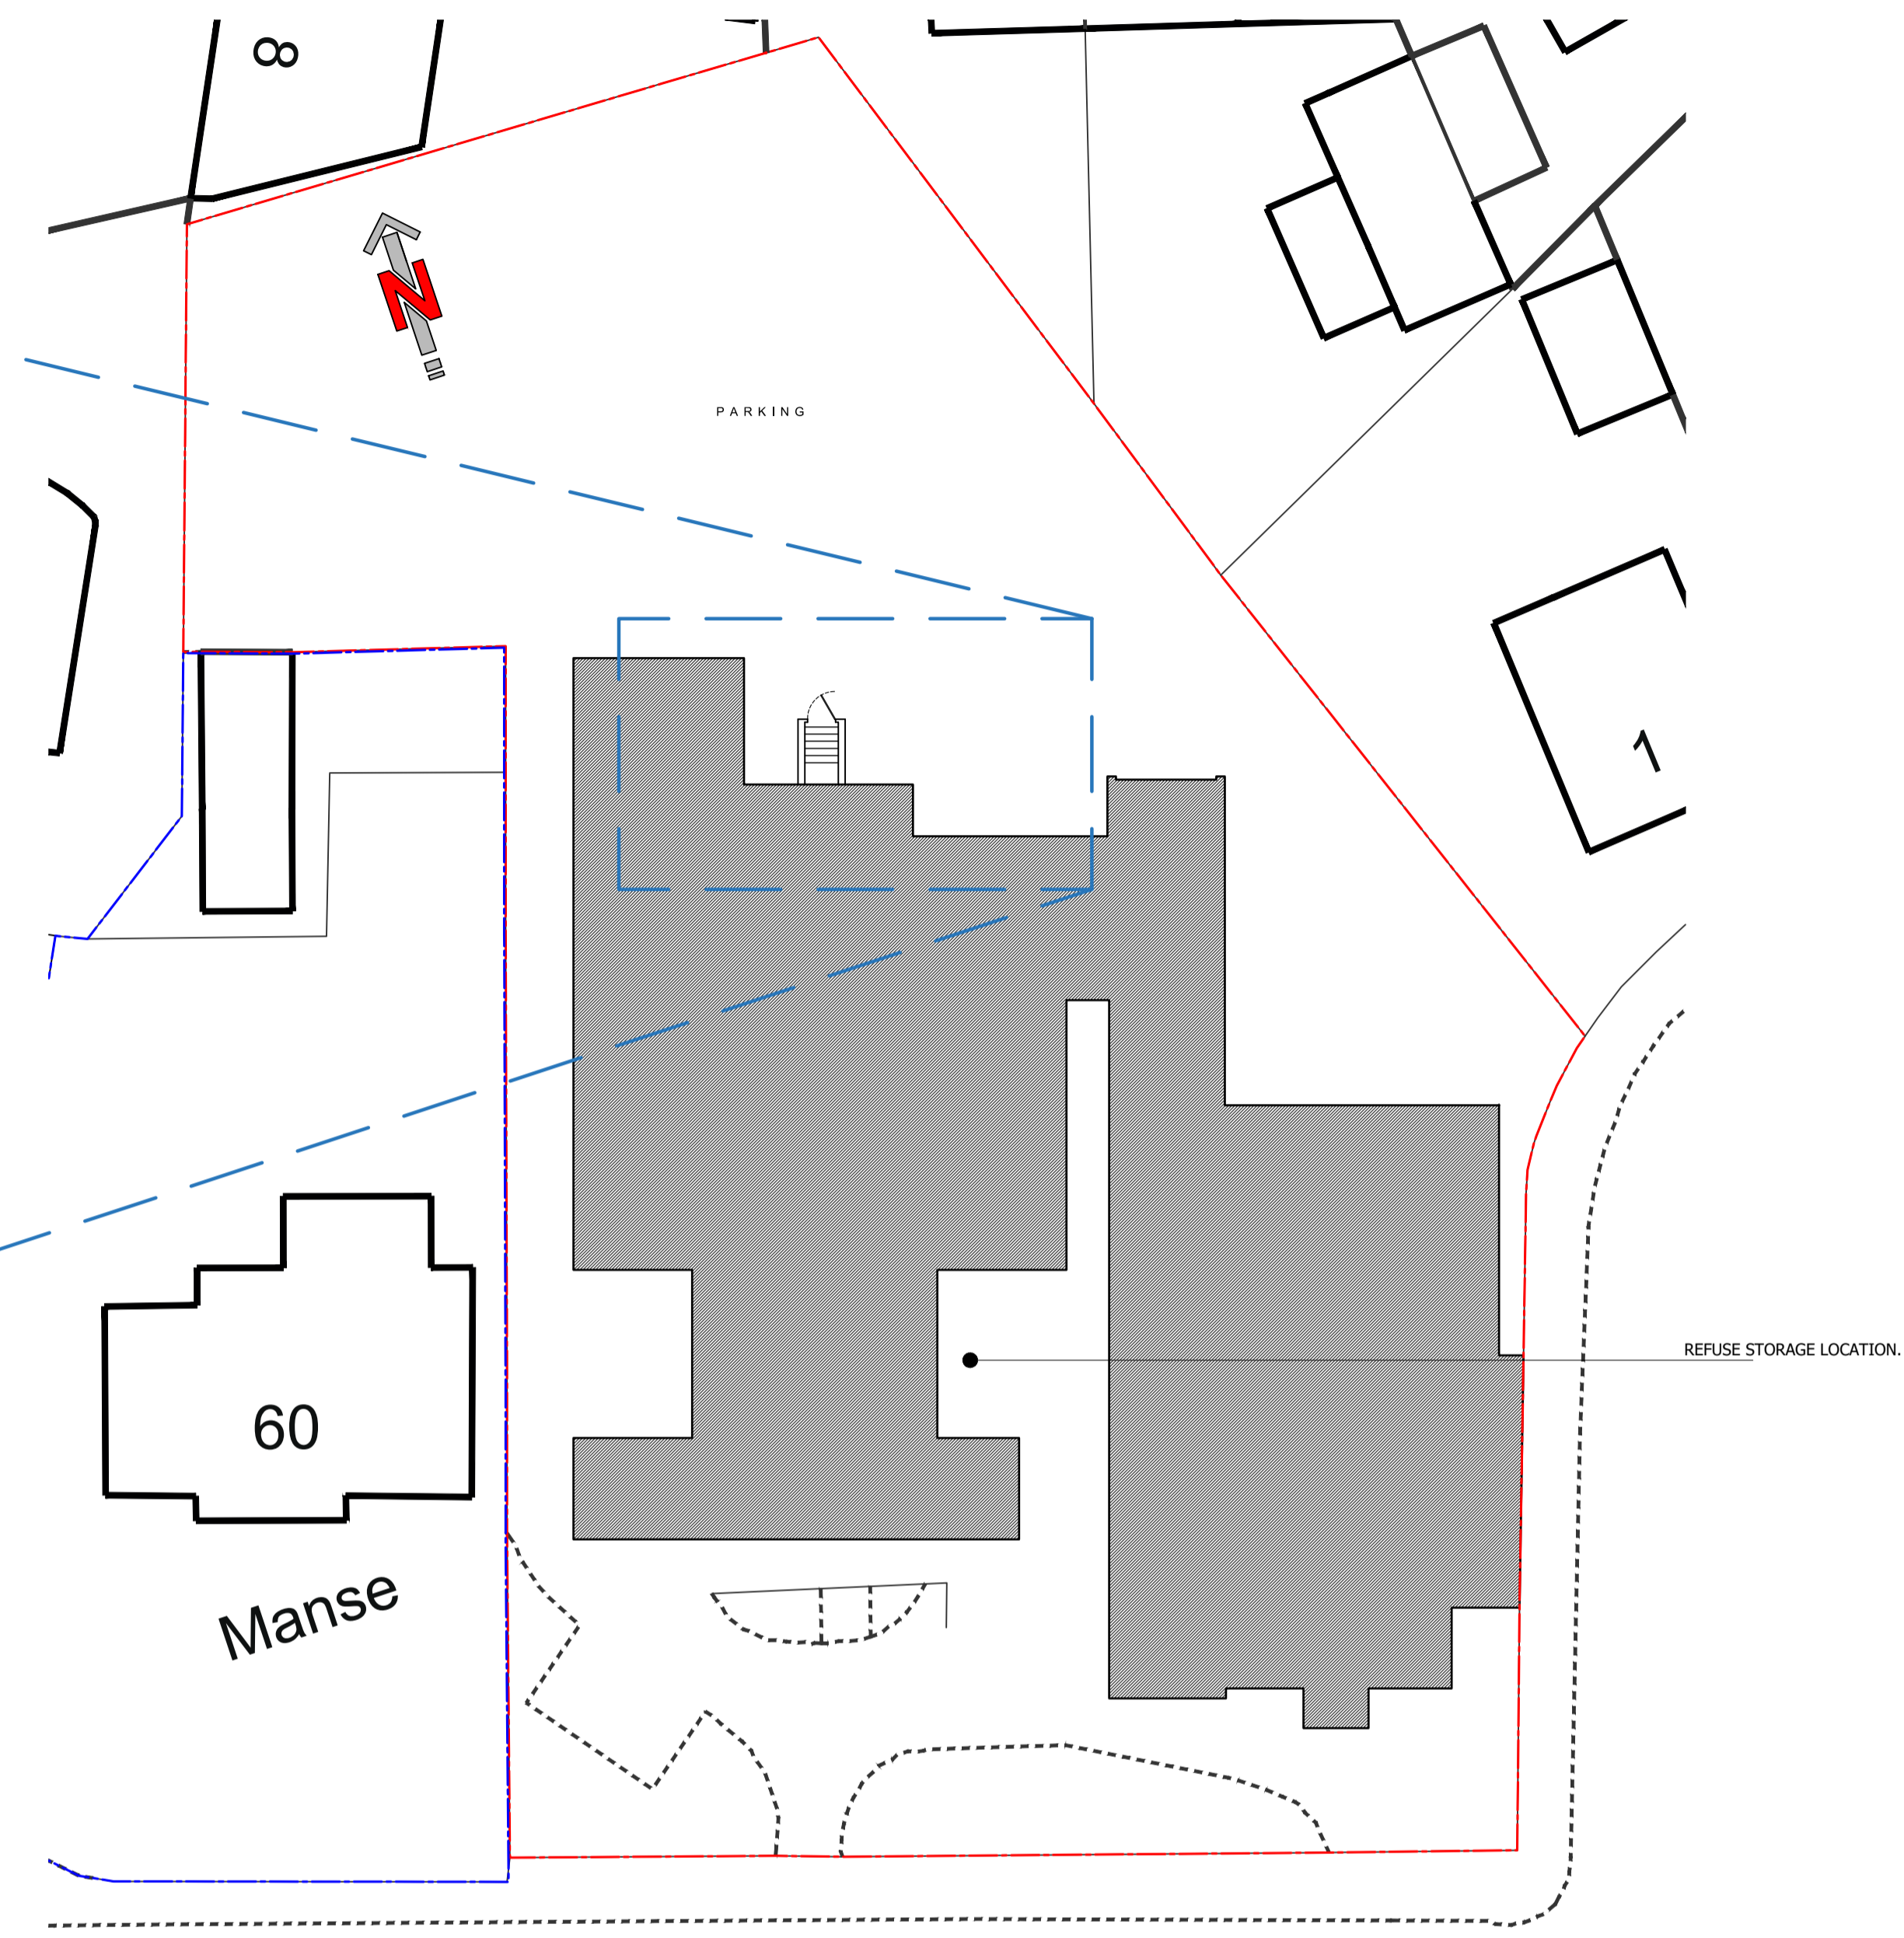 8
N
PARKING
1
REFUSE STORAGE LOCATION.
60
Manse